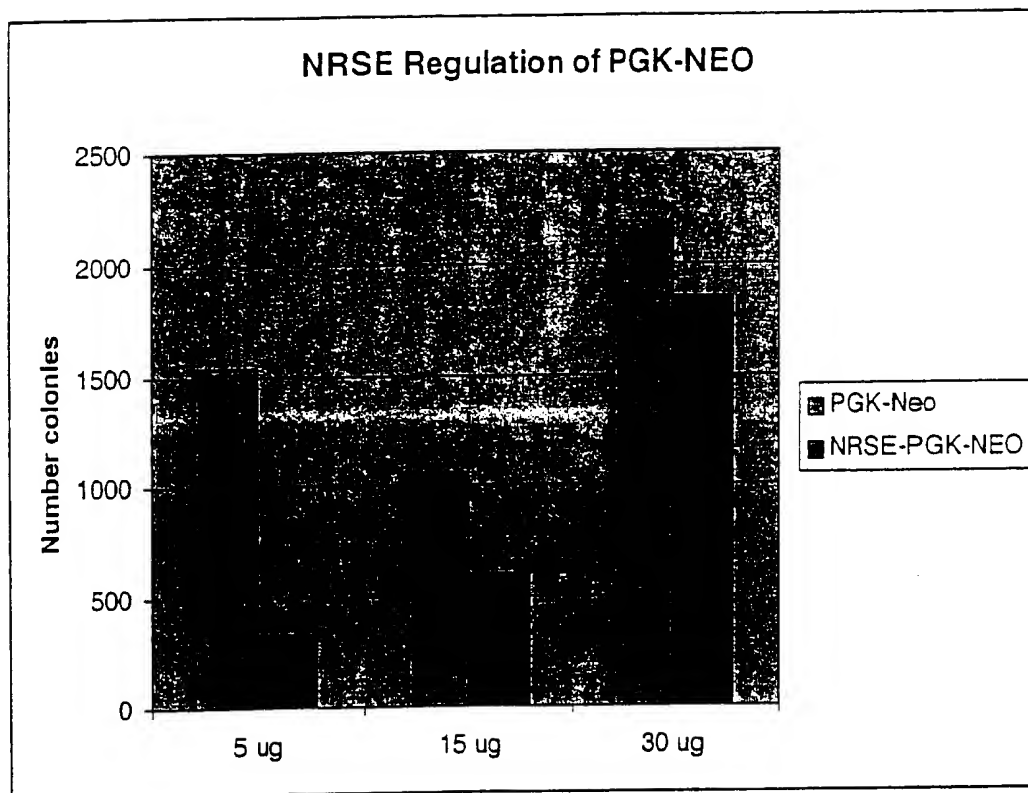 NRSE Regulation of PGK-NEO
Number colonies
2500
2000
1500
1000
500
0
5 ug
15 ug
30 ug
PGK-Neo
NRSE-PGK-NEO